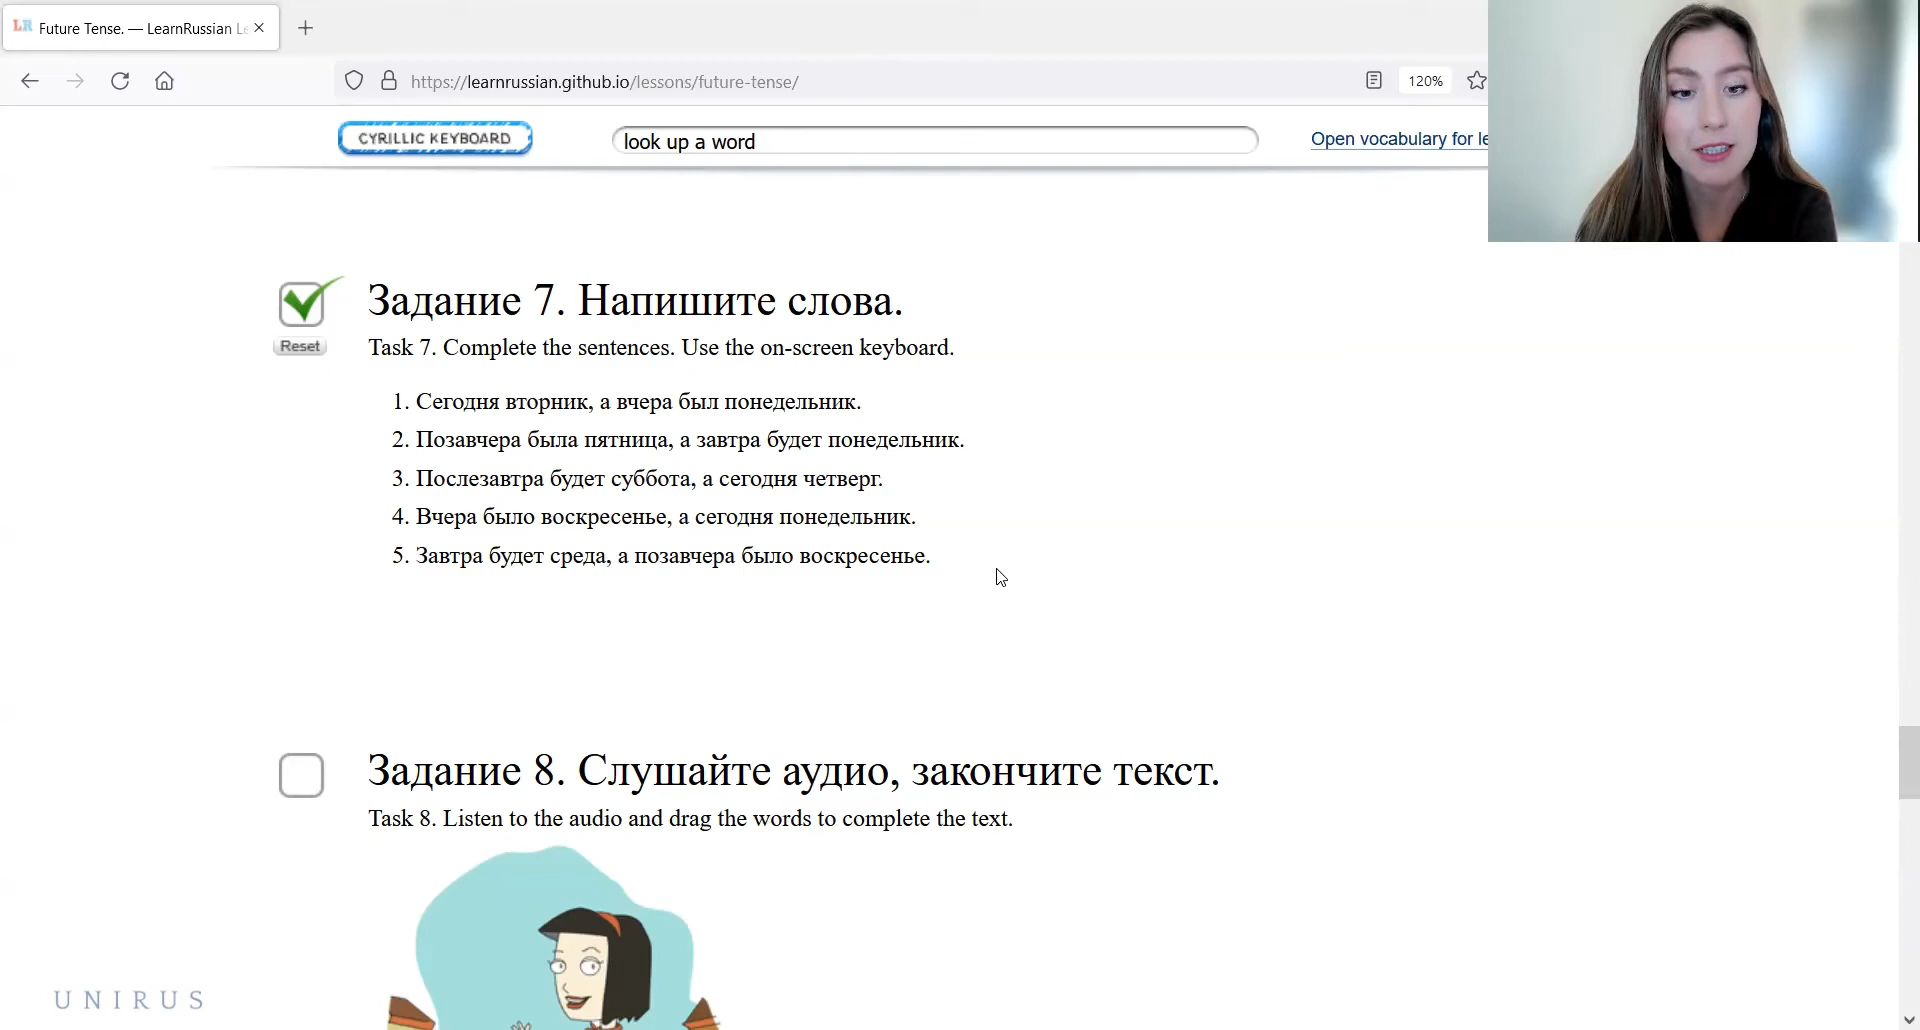 LR Future Tense. — LearnRussian Le
https://learnrussian.github.io/lessons/future-tense/
120%
CYRILLIC KEYBOARD
look up a word
Open vocabulary for le
Задание 7. Напишите слова.
Reset
Task 7. Complete the sentences. Use the on-screen keyboard.
1. Сегодня вторник, а вчера был понедельник.
2. Позавчера была пятница, а завтра будет понедельник.
3. Послезавтра будет суббота, а сегодня четверг.
4. Вчера было воскресенье, а сегодня понедельник.
5. Завтра будет среда, а позавчера было воскресенье.
Задание 8. Слушайте аудио, закончите текст.
Task 8. Listen to the audio and drag the words to complete the text.
UNIRUS